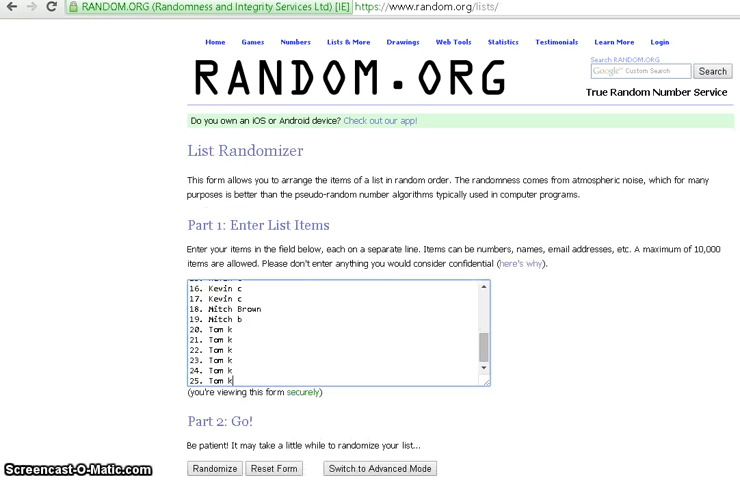 RANDOM.ORG (Randomness and Integrity Services Ltd) [IE] https://www.random.org/lists/
Home Games Numbers Lists & More Drawings Web Tools Statistics Testimonials Learn More Login
RANDOM.ORG
Search RANDOM.ORG
Google™ Custom Search Search
True Random Number Service
Do you own an iOS or Android device? Check out our app!
List Randomizer
This form allows you to arrange the items of a list in random order. The randomness comes from atmospheric noise, which for many
purposes is better than the pseudo-random number algorithms typically used in computer programs.
Part 1: Enter List Items
Enter your items in the field below, each on a separate line. Items can be numbers, names, email addresses, etc. A maximum of 10,000
items are allowed. Please don't enter anything you would consider confidential (here's why).
16. Kevin c
17. Kevin c
18. Mitch Brown
19. Mitch b
20. Tom k
21. Tom k
22. Tom k
23. Tom k
24. Tom k
25. Tom k
(you're viewing this form securely)
Part 2: Go!
Be patient! It may take a little while to randomize your list...
Randomize Reset Form Switch to Advanced Mode
Screencast-O-Matic.com